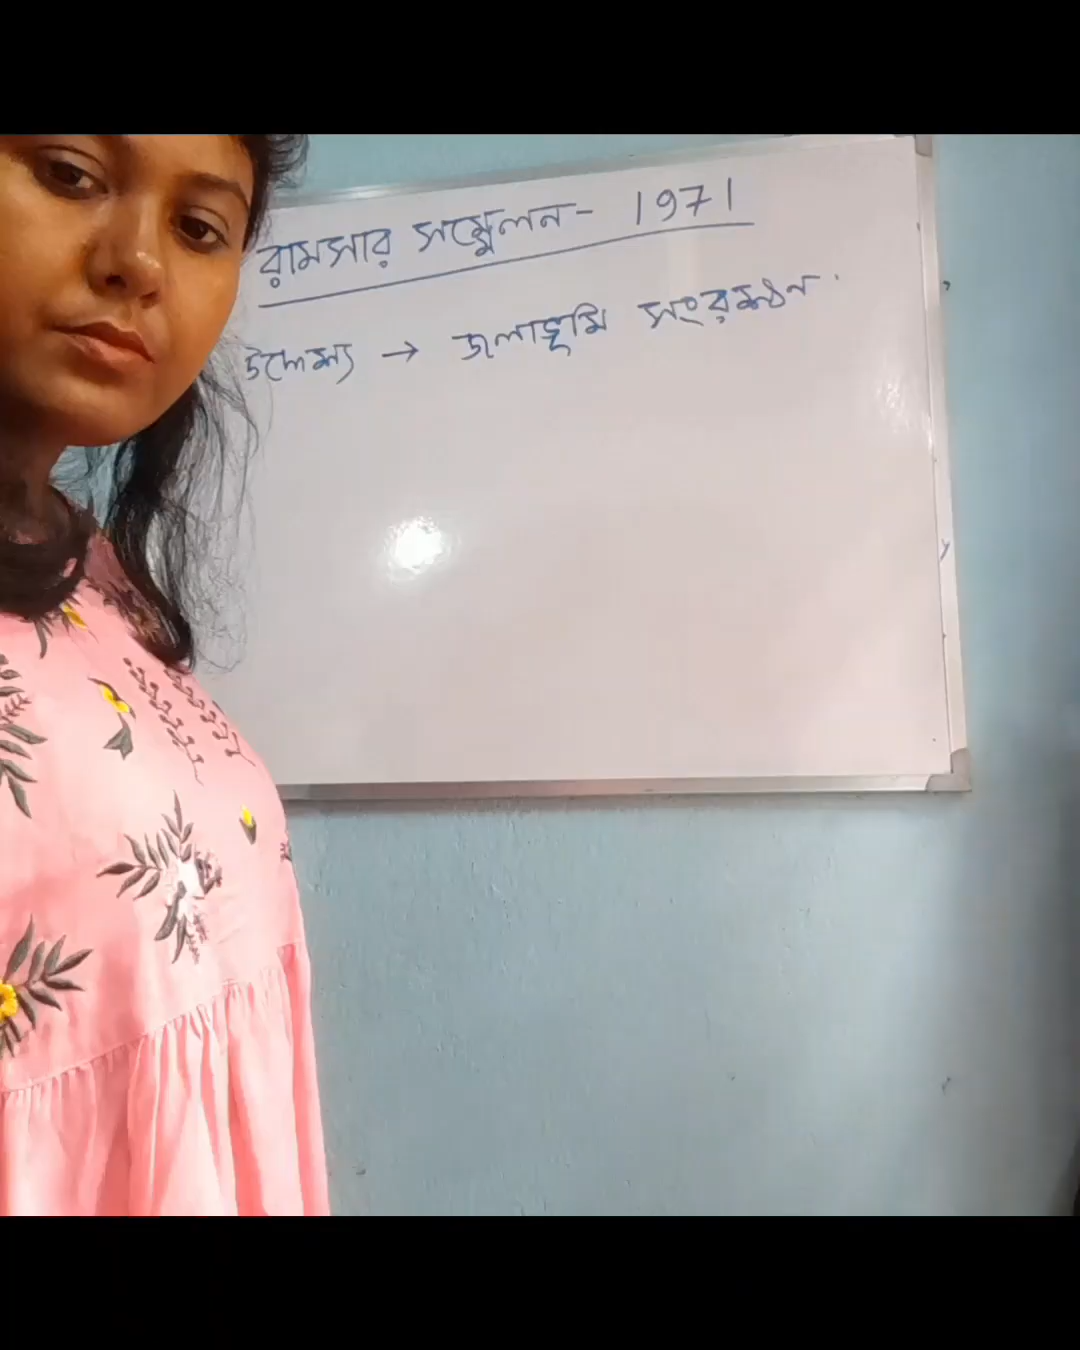 রামসার সম্মেলন - 1971
উদ্দেশ্য → জলাভূমি সংরক্ষণ.